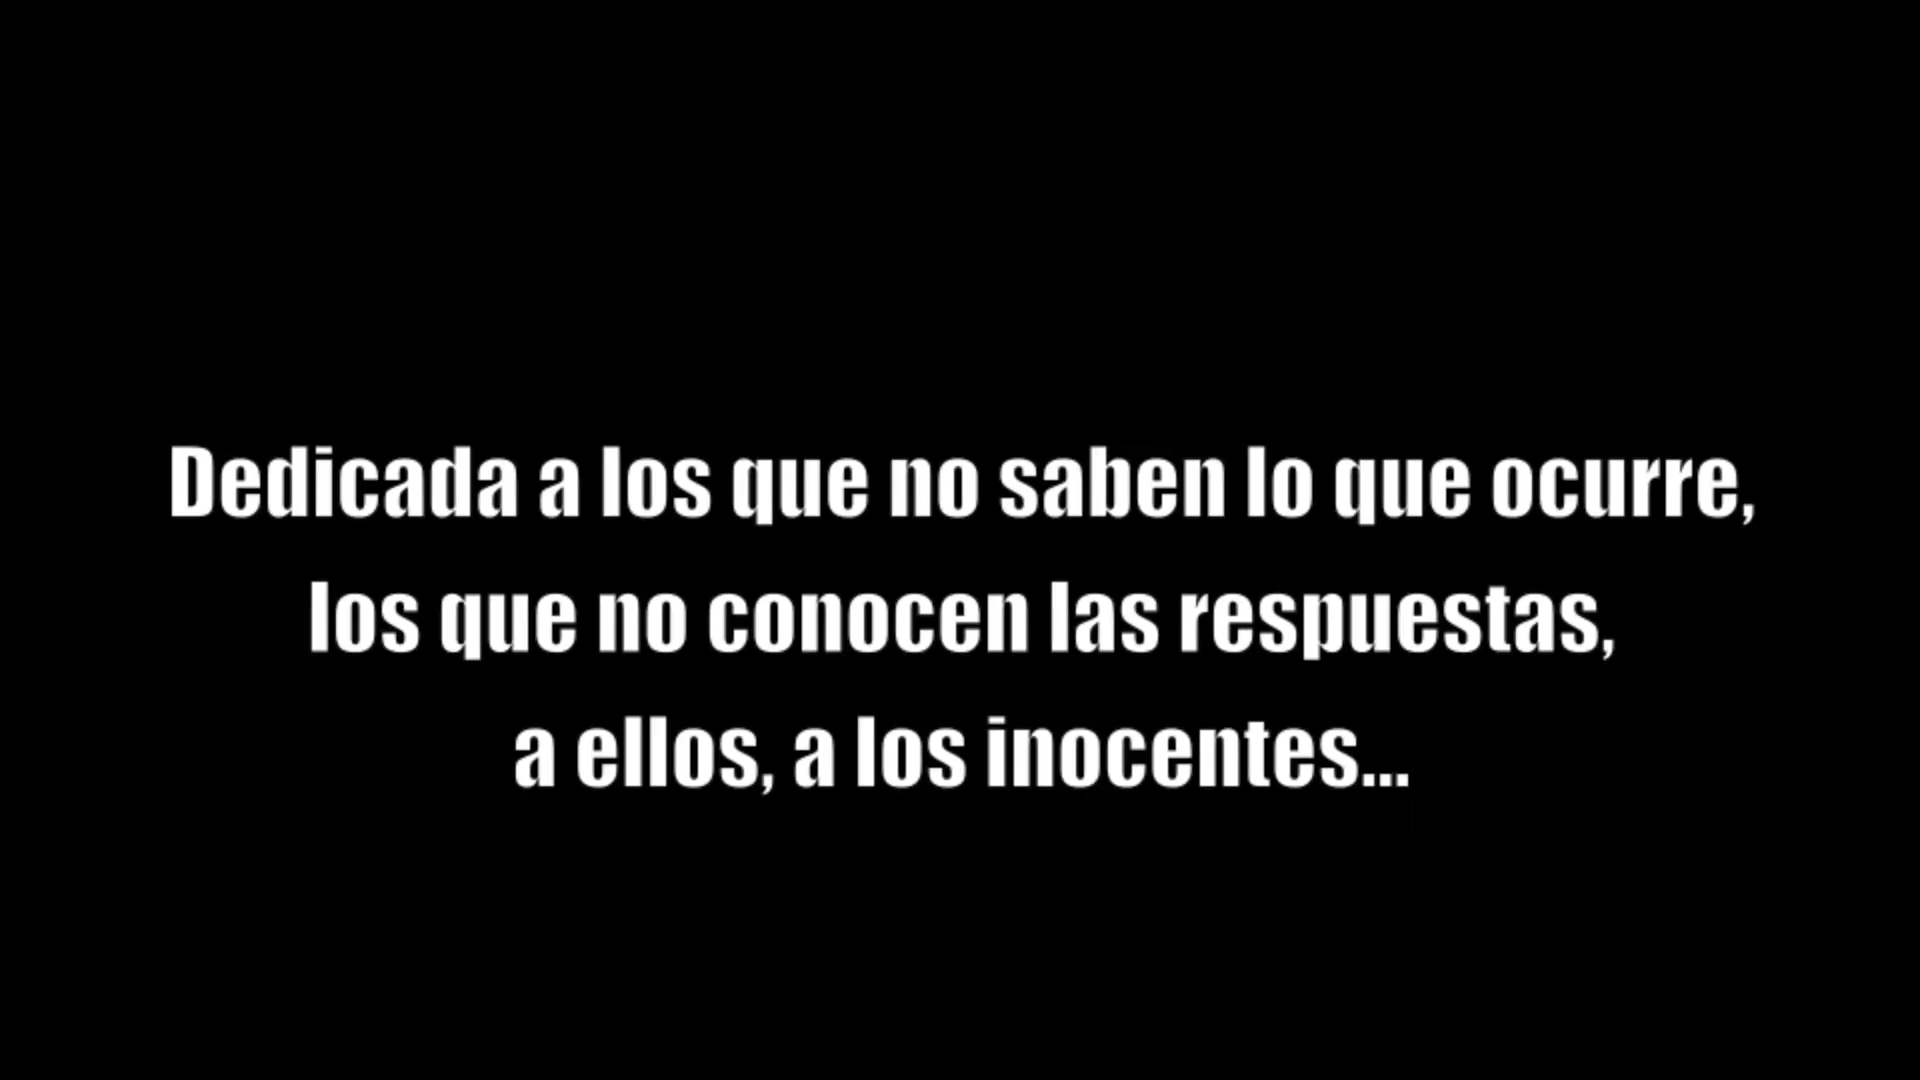 Dedicada a los que no saben lo que ocurre,
los que no conocen las respuestas,
a ellos, a los inocentes...